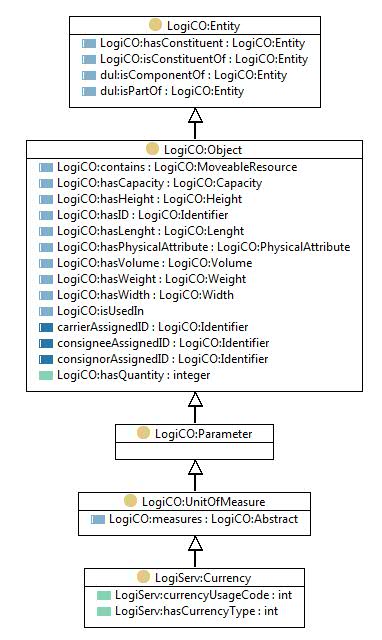 LogiCO:Entity
LogiCO:hasConstituent : LogiCO:Entity
LogiCO:isConstituentOf : LogiCO:Entity
dul:isComponentOf : LogiCO:Entity
dul:isPartOf : LogiCO:Entity
LogiCO:Object
LogiCO:contains : LogiCO:MoveableResource
LogiCO:hasCapacity : LogiCO:Capacity
LogiCO:hasHeight : LogiCO:Height
LogiCO:hasID : LogiCO:Identifier
LogiCO:hasLenght : LogiCO:Lenght
LogiCO:hasPhysicalAttribute : LogiCO:PhysicalAttribute
LogiCO:hasVolume : LogiCO:Volume
LogiCO:hasWeight : LogiCO:Weight
LogiCO:hasWidth : LogiCO:Width
LogiCO:isUsedIn
carrierAssignedID : LogiCO:Identifier
consigneeAssignedID : LogiCO:Identifier
consignorAssignedID : LogiCO:Identifier
LogiCO:hasQuantity : integer
LogiCO:Parameter
LogiCO:UnitOfMeasure
LogiCO:measures : LogiCO:Abstract
LogiServ:Currency
LogiServ:currencyUsageCode : int
LogiServ:hasCurrencyType : int